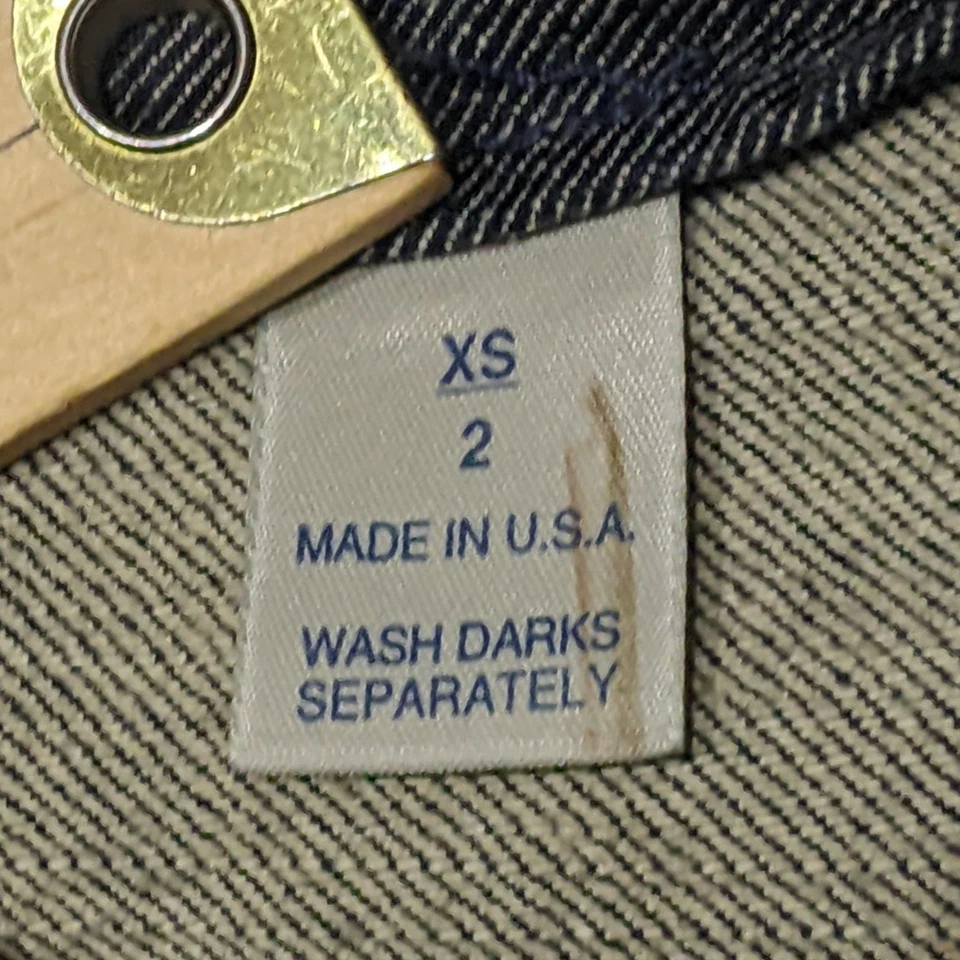 XS
2
MADE IN U.S.A.
WASH DARKS
SEPARATELY